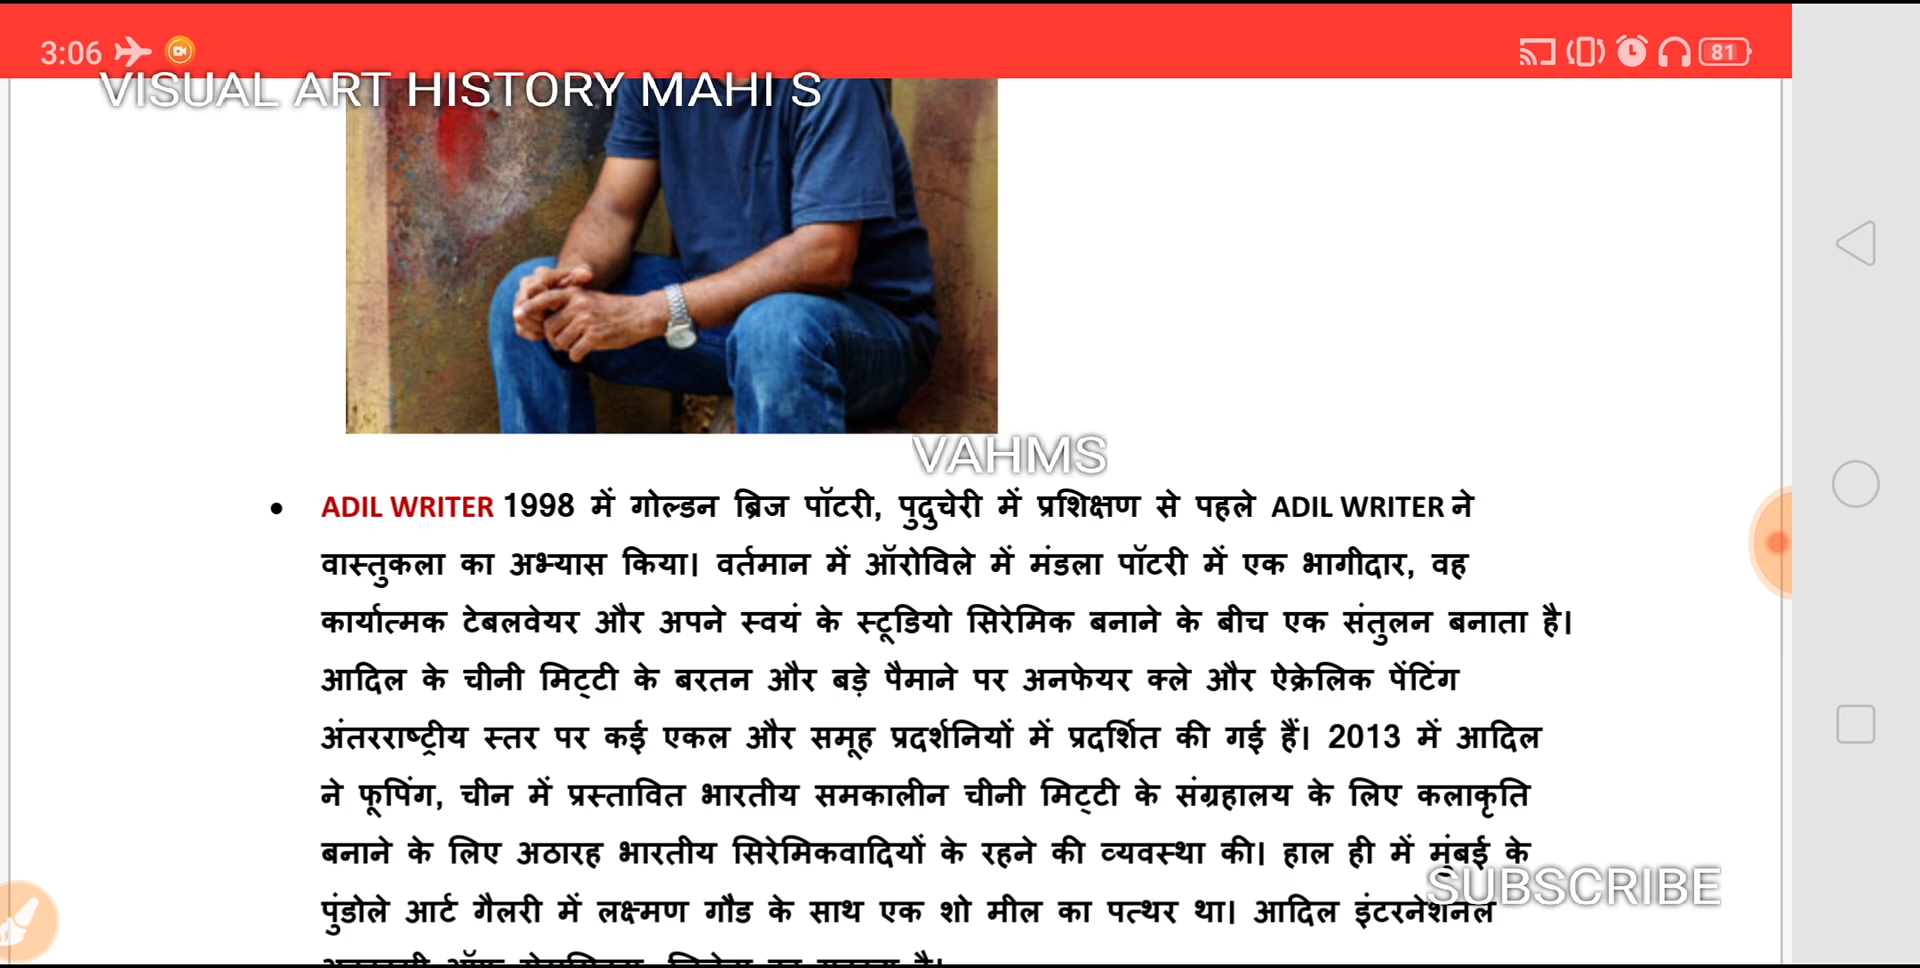 3:06
81
VISUAL ART HISTORY MAHI S
VAHMS
• ADIL WRITER 1998 में गोल्डन ब्रिज पॉटरी, पुदुचेरी में प्रशिक्षण से पहले ADIL WRITER ने
वास्तुकला का अभ्यास किया। वर्तमान में ऑरोविले में मंडला पॉटरी में एक भागीदार, वह
कार्यात्मक टेबलवेयर और अपने स्वयं के स्टूडियो सिरेमिक बनाने के बीच एक संतुलन बनाता है।
आदिल के चीनी मिट्टी के बरतन और बड़े पैमाने पर अनफेयर क्ले और ऐक्रेलिक पेंटिंग
अंतरराष्ट्रीय स्तर पर कई एकल और समूह प्रदर्शनियों में प्रदर्शित की गई हैं। 2013 में आदिल
ने फूपिंग, चीन में प्रस्तावित भारतीय समकालीन चीनी मिट्टी के संग्रहालय के लिए कलाकृति
बनाने के लिए अठारह भारतीय सिरेमिकवादियों के रहने की व्यवस्था की। हाल ही में मुंबई के
SUBSCRIBE
पुंडोले आर्ट गैलरी में लक्ष्मण गौड के साथ एक शो मील का पत्थर था। आदिल इंटरनेशनल